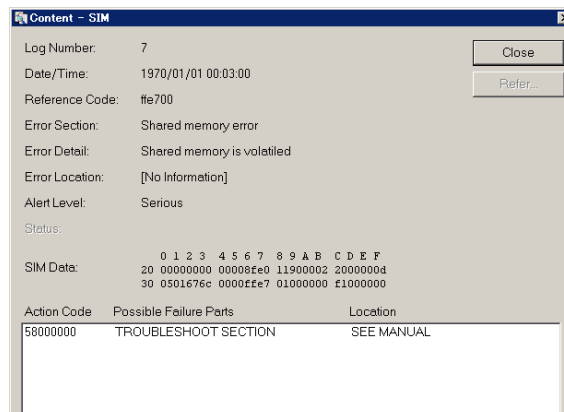 Content - SIM
Log Number: 7
Close
Date/Time: 1970/01/01 00:03:00
Refer...
Reference Code: ffe700
Error Section: Shared memory error
Error Detail: Shared memory is volatiled
Error Location: [No Information]
Alert Level: Serious
Status:
0 1 2 3 4 5 6 7 8 9 A B C D E F
SIM Data: 20 00000000 00008fe0 11900002 2000000d
30 0501676c 0000ffe7 01000000 f1000000
Action Code Possible Failure Parts Location
58000000 TROUBLESHOOT SECTION SEE MANUAL